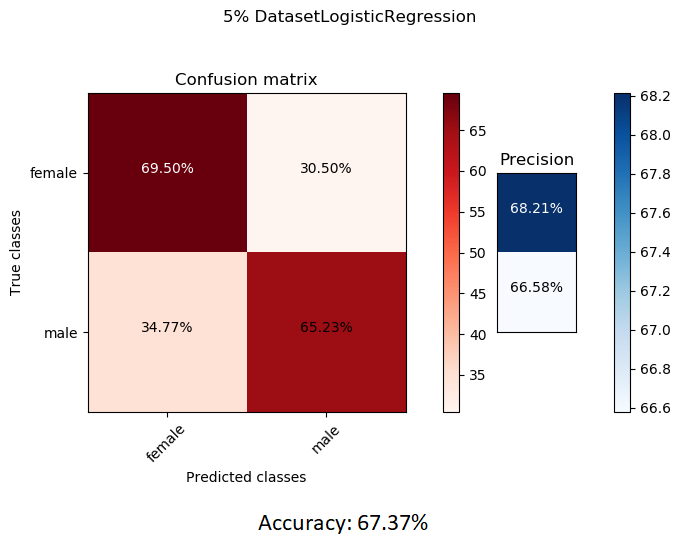 5% DatasetLogisticRegression
Confusion matrix
True classes
female
male
69.50%
30.50%
34.77%
65.23%
female
male
Predicted classes
65
60
55
50
45
40
35
Precision
68.21%
66.58%
68.2
68.0
67.8
67.6
67.4
67.2
67.0
66.8
66.6
Accuracy: 67.37%